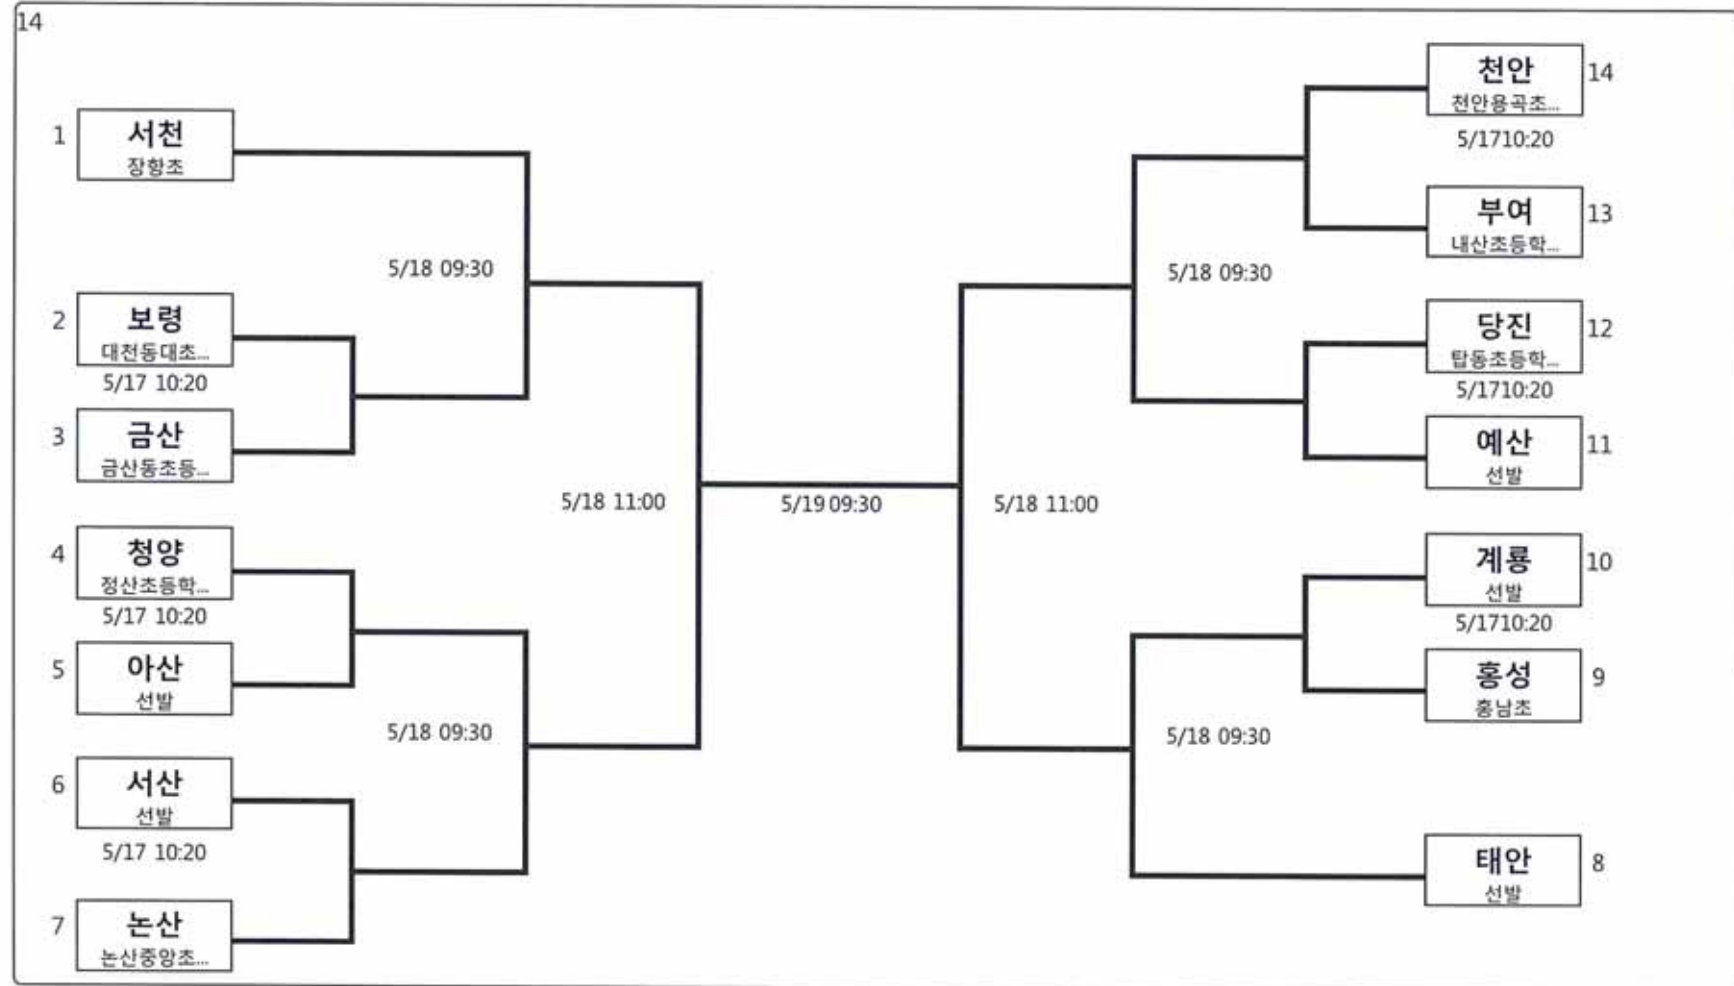 14
1
서천
장항초
5/18 09:30
2
보령
대천동대초...
5/17 10:20
3
금산
금산동초등...
5/18 11:00
4
청양
정산초등학...
5/17 10:20
5
아산
선발
5/18 09:30
6
서산
선발
5/17 10:20
7
논산
논산중앙초...
5/19 09:30
천안
14
천안용곡초...
5/1710:20
부여
13
내산초등학...
5/18 09:30
당진
12
탑동초등학...
5/1710:20
예산
11
선발
5/18 11:00
계룡
10
선발
5/1710:20
홍성
9
홍남초
5/18 09:30
태안
8
선발